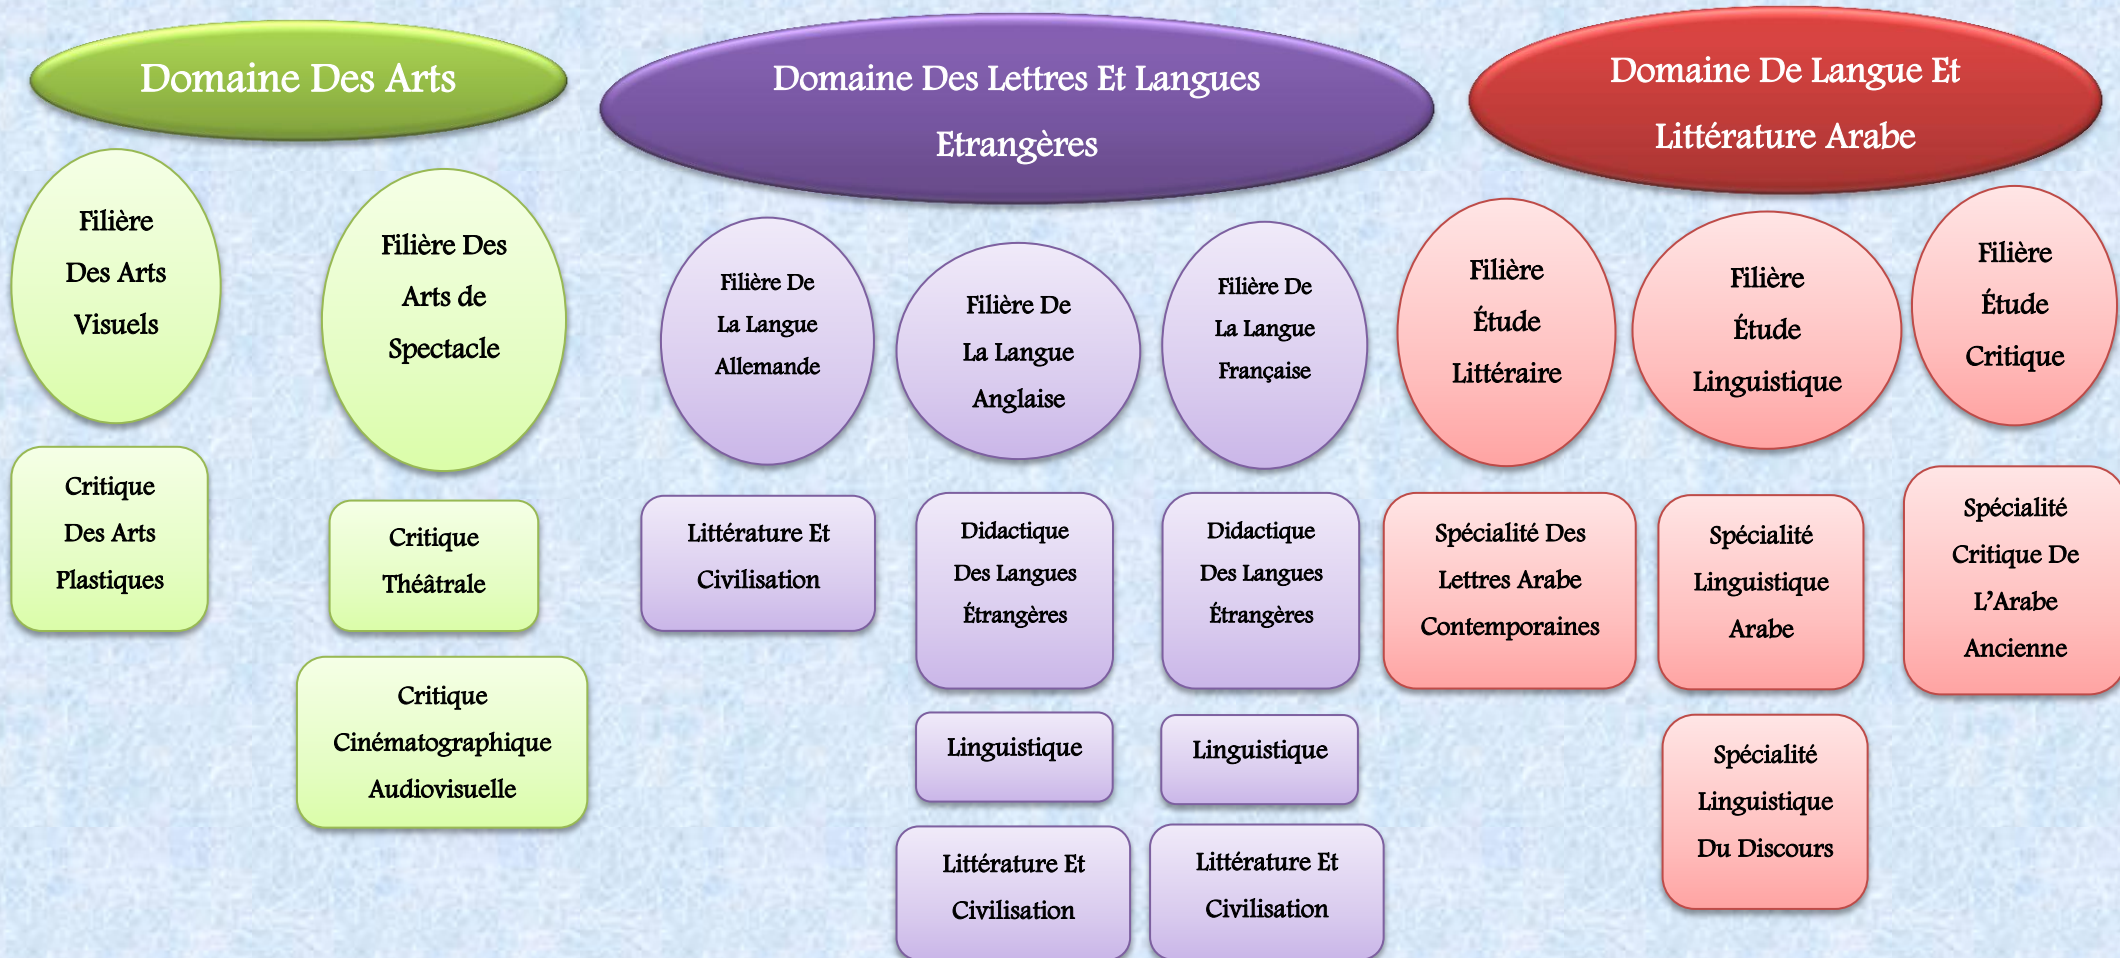 Domaine Des Arts
Filière
Des Arts
Visuels
Critique
Des Arts
Plastiques
Filière Des
Arts de
Spectacle
Critique
Théâtrale
Critique
Cinématographique
Audiovisuelle
Domaine Des Lettres Et Langues
Etrangères
Filière De
La Langue
Allemande
Littérature Et
Civilisation
Filière De
La Langue
Anglaise
Didactique
Des Langues
Étrangères
Linguistique
Littérature Et
Civilisation
Filière De
La Langue
Française
Didactique
Des Langues
Étrangères
Linguistique
Littérature Et
Civilisation
Domaine De Langue Et
Littérature Arabe
Filière
Étude
Littéraire
Spécialité Des
Lettres Arabe
Contemporaines
Filière
Étude
Linguistique
Spécialité
Linguistique
Arabe
Spécialité
Linguistique
Du Discours
Filière
Étude
Critique
Spécialité
Critique De
L’Arabe
Ancienne